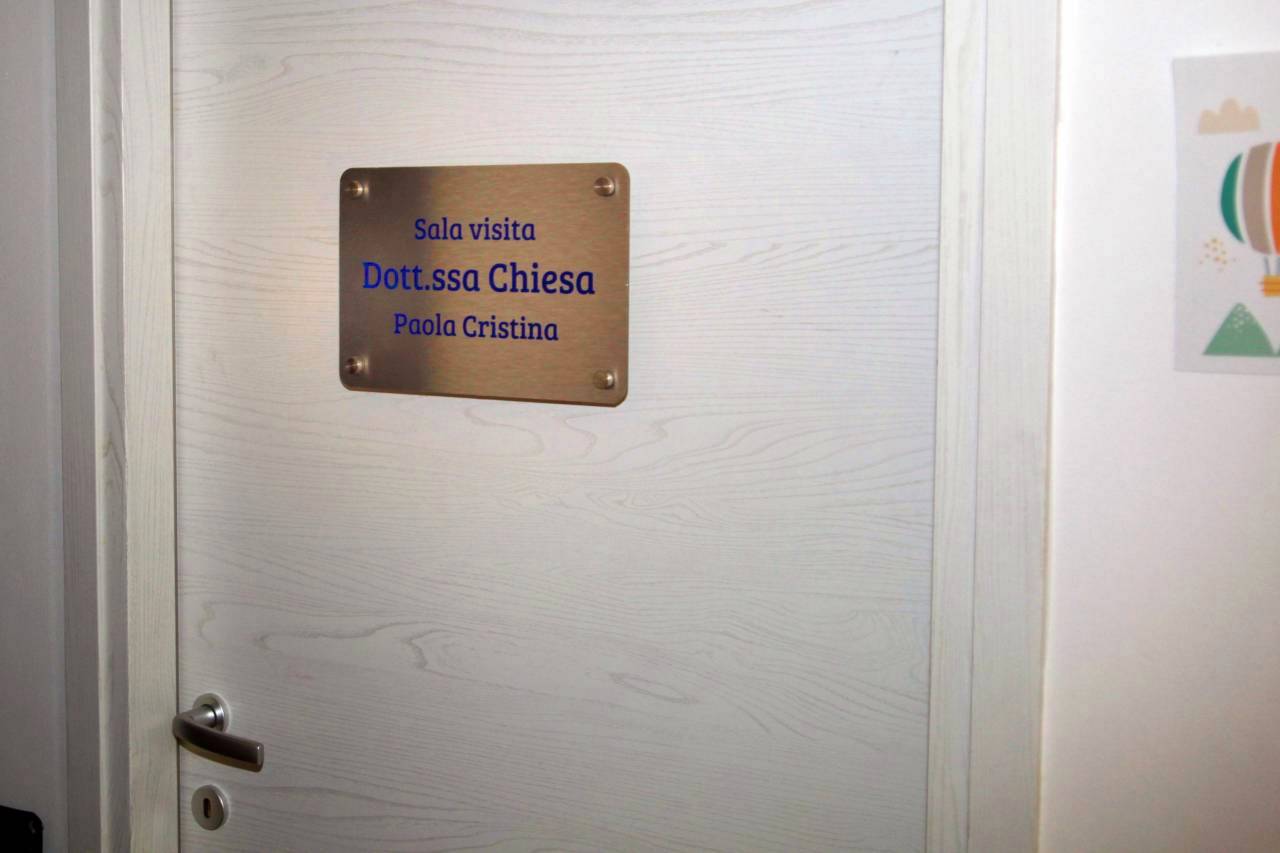 Sala visita
Dott.ssa Chiesa
Paola Cristina